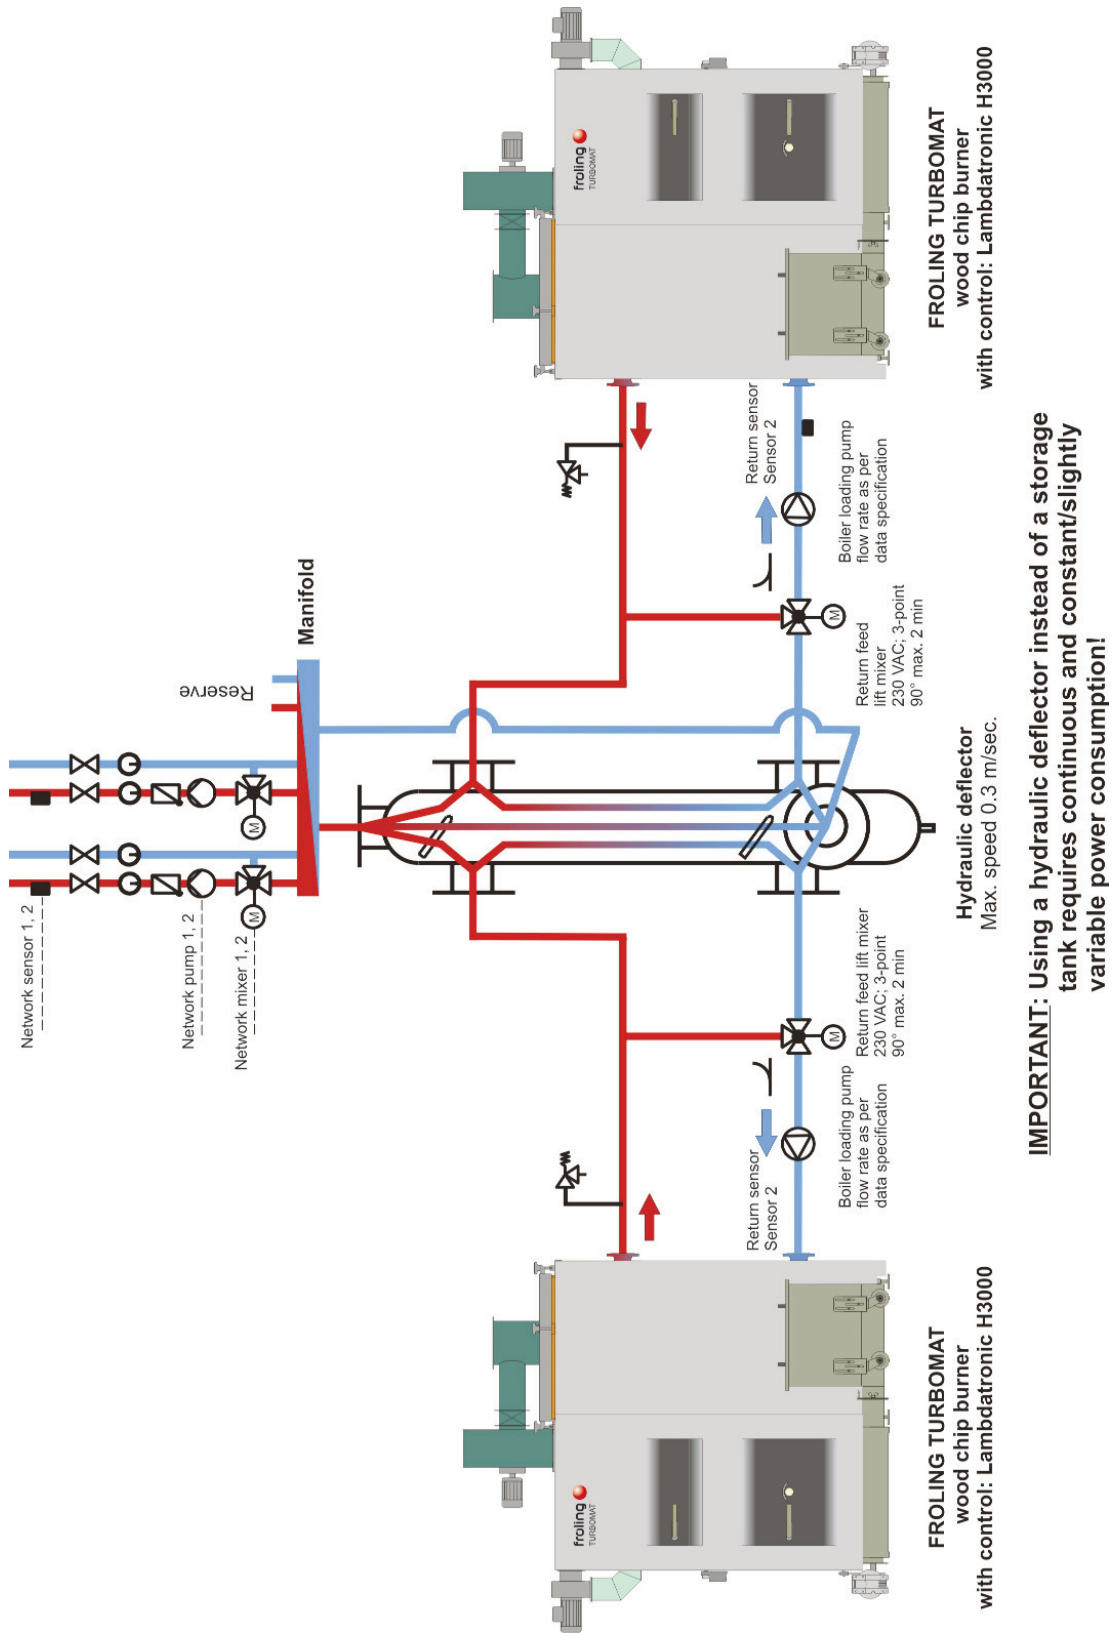 Network sensor 1, 2
Network pump 1, 2
Network mixer 1, 2
Reserve
Manifold
froling
TURBOMAT
froling
TURBOMAT
Return sensor
Sensor 2
Boiler loading pump
flow rate as per
data specification
Return feed lift mixer
230 VAC; 3-point
90° max. 2 min
M
M
M
M
Hydraulic deflector
Max. speed 0.3 m/sec.
Return feed
lift mixer
230 VAC; 3-point
90° max. 2 min
Return sensor
Sensor 2
Boiler loading pump
flow rate as per
data specification
FROLING TURBOMAT
wood chip burner
with control: Lambdatronic H3000
FROLING TURBOMAT
wood chip burner
with control: Lambdatronic H3000
IMPORTANT: Using a hydraulic deflector instead of a storage
tank requires continuous and constant/slightly
variable power consumption!